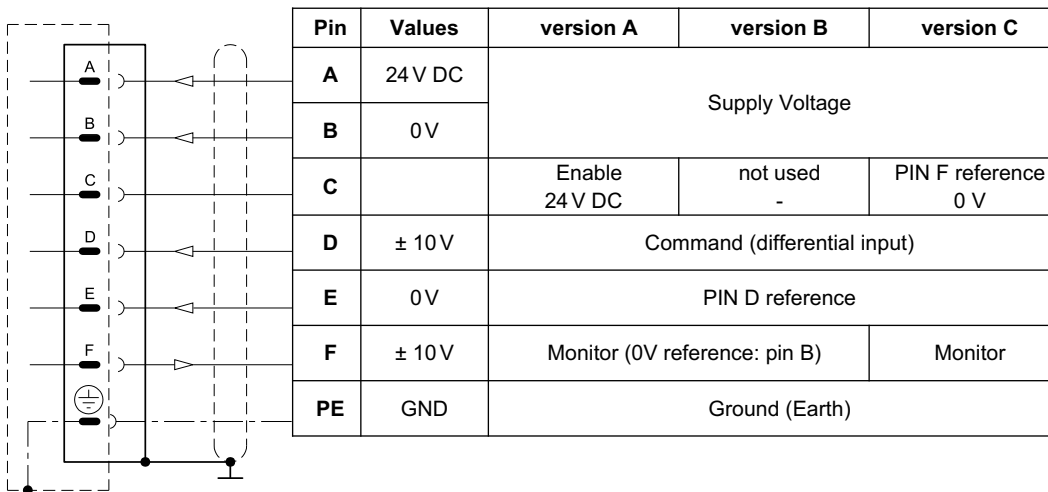 Pin Values version A version B version C
A 24 V DC
Supply Voltage
B 0 V
C Enable not used PIN F reference
24 V DC - 0 V
D ± 10 V Command (differential input)
E 0 V PIN D reference
F ± 10 V Monitor (0V reference: pin B) Monitor
PE GND Ground (Earth)
A
B
C
D
E
F